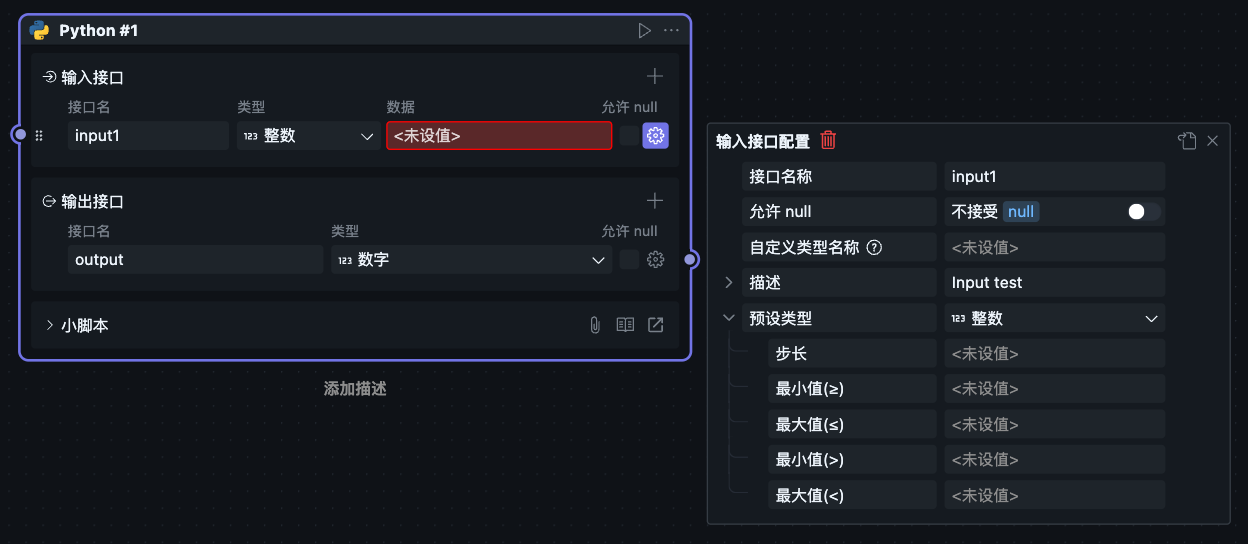 Python #1
输入接口
接口名 类型 数据 允许 null
input1 123 整数 <未设值>
输出接口
接口名 类型 允许 null
output 123 数字
小脚本
添加描述
输入接口配置
接口名称 input1
允许 null 不接受 null
自定义类型名称 ? <未设值>
描述 Input test
预设类型 123 整数
步长 <未设值>
最小值(≥) <未设值>
最大值(≤) <未设值>
最小值(>) <未设值>
最大值(<) <未设值>